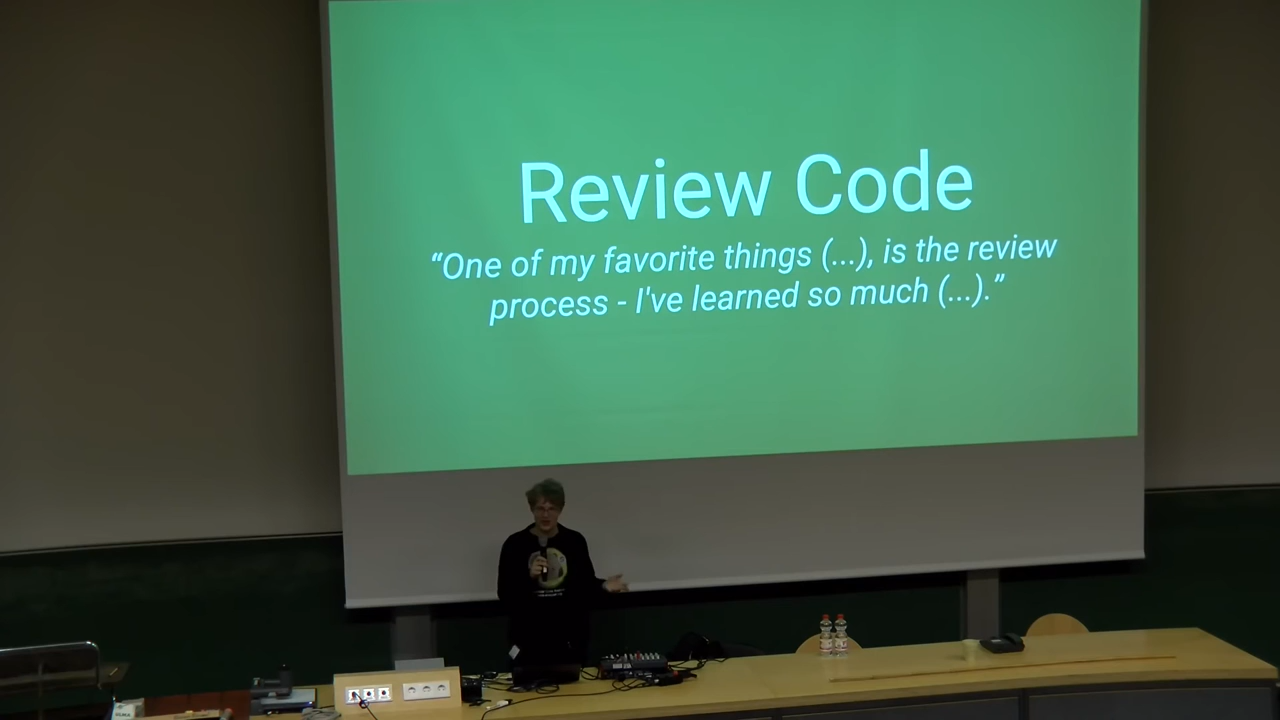 Review Code
“One of my favorite things (...), is the review
process - I've learned so much (...).”